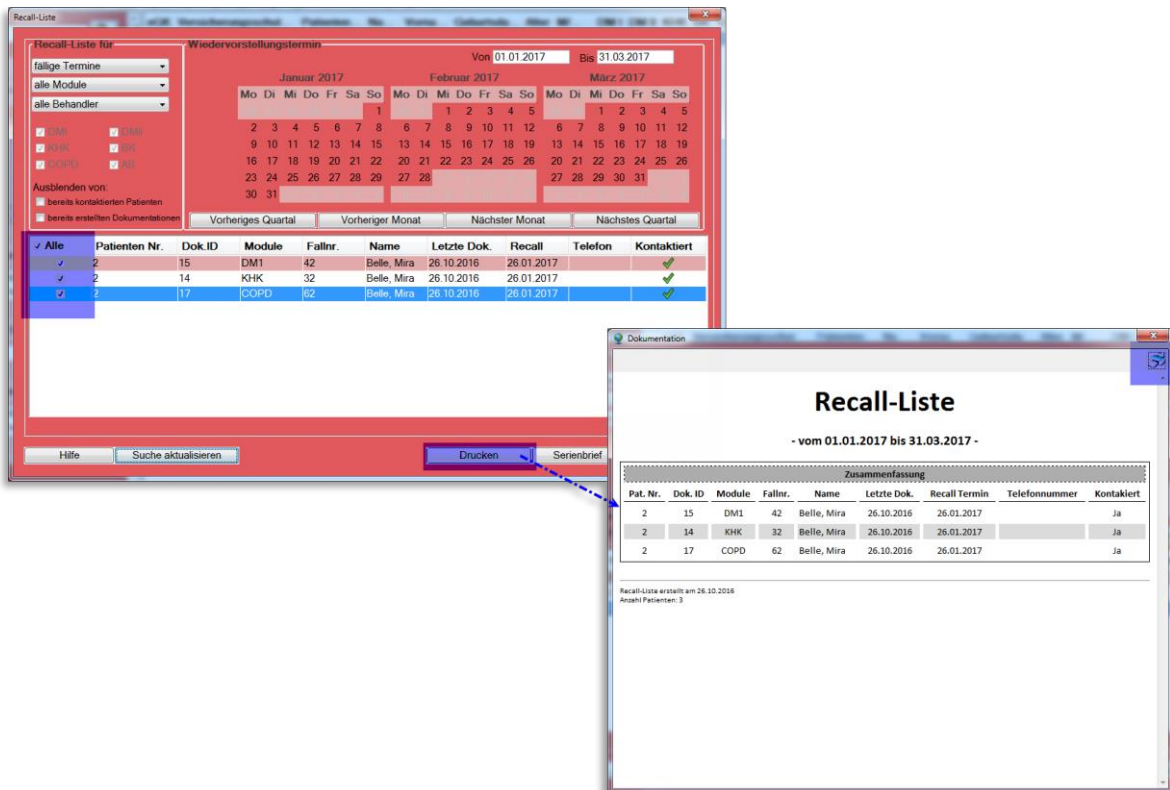 Recall-Liste
Recall-Liste für
Wiedervorstellungstermin
fällige Termine
alle Module
alle Behandler
Von 01.01.2017 Bis 31.03.2017
DMI
KHK
COPD
Ausblenden von:
bereits kontaktierten Patienten
bereits erstellten Dokumentationen
Januar 2017
Mo Di Mi Do Fr Sa So
1
2 3 4 5 6 7 8
9 10 11 12 13 14 15
16 17 18 19 20 21 22
23 24 25 26 27 28 29
30 31
Februar 2017
Mo Di Mi Do Fr Sa So
1 2 3 4 5
6 7 8 9 10 11 12
13 14 15 16 17 18 19
20 21 22 23 24 25 26
27 28
März 2017
Mo Di Mi Do Fr Sa So
1 2 3 4 5
6 7 8 9 10 11 12
13 14 15 16 17 18 19
20 21 22 23 24 25 26
27 28 29 30 31
Vorheriges Quartal Vorheriger Monat Nächster Monat Nächstes Quartal
Alle Patienten Nr. Dok.ID Module Fallnr. Name Letzte Dok. Recall Telefon Kontaktiert
2 15 DM1 42 Belle, Mira 26.10.2016 26.01.2017
2 14 KHK 32 Belle, Mira 26.10.2016 26.01.2017
2 17 COPD 62 Belle, Mira 26.10.2016 26.01.2017
Hilfe Suche aktualisieren Drucken Serienbrief
Dokumentation
Recall-Liste
- vom 01.01.2017 bis 31.03.2017 -
Zusammenfassung
Pat. Nr. Dok. ID Module Fallnr. Name Letzte Dok. Recall Termin Telefonnummer Kontakiert
2 15 DM1 42 Belle, Mira 26.10.2016 26.01.2017 Ja
2 14 KHK 32 Belle, Mira 26.10.2016 26.01.2017 Ja
2 17 COPD 62 Belle, Mira 26.10.2016 26.01.2017 Ja
Recall-Liste erstellt am 26.10.2016
Anzahl Patienten: 3